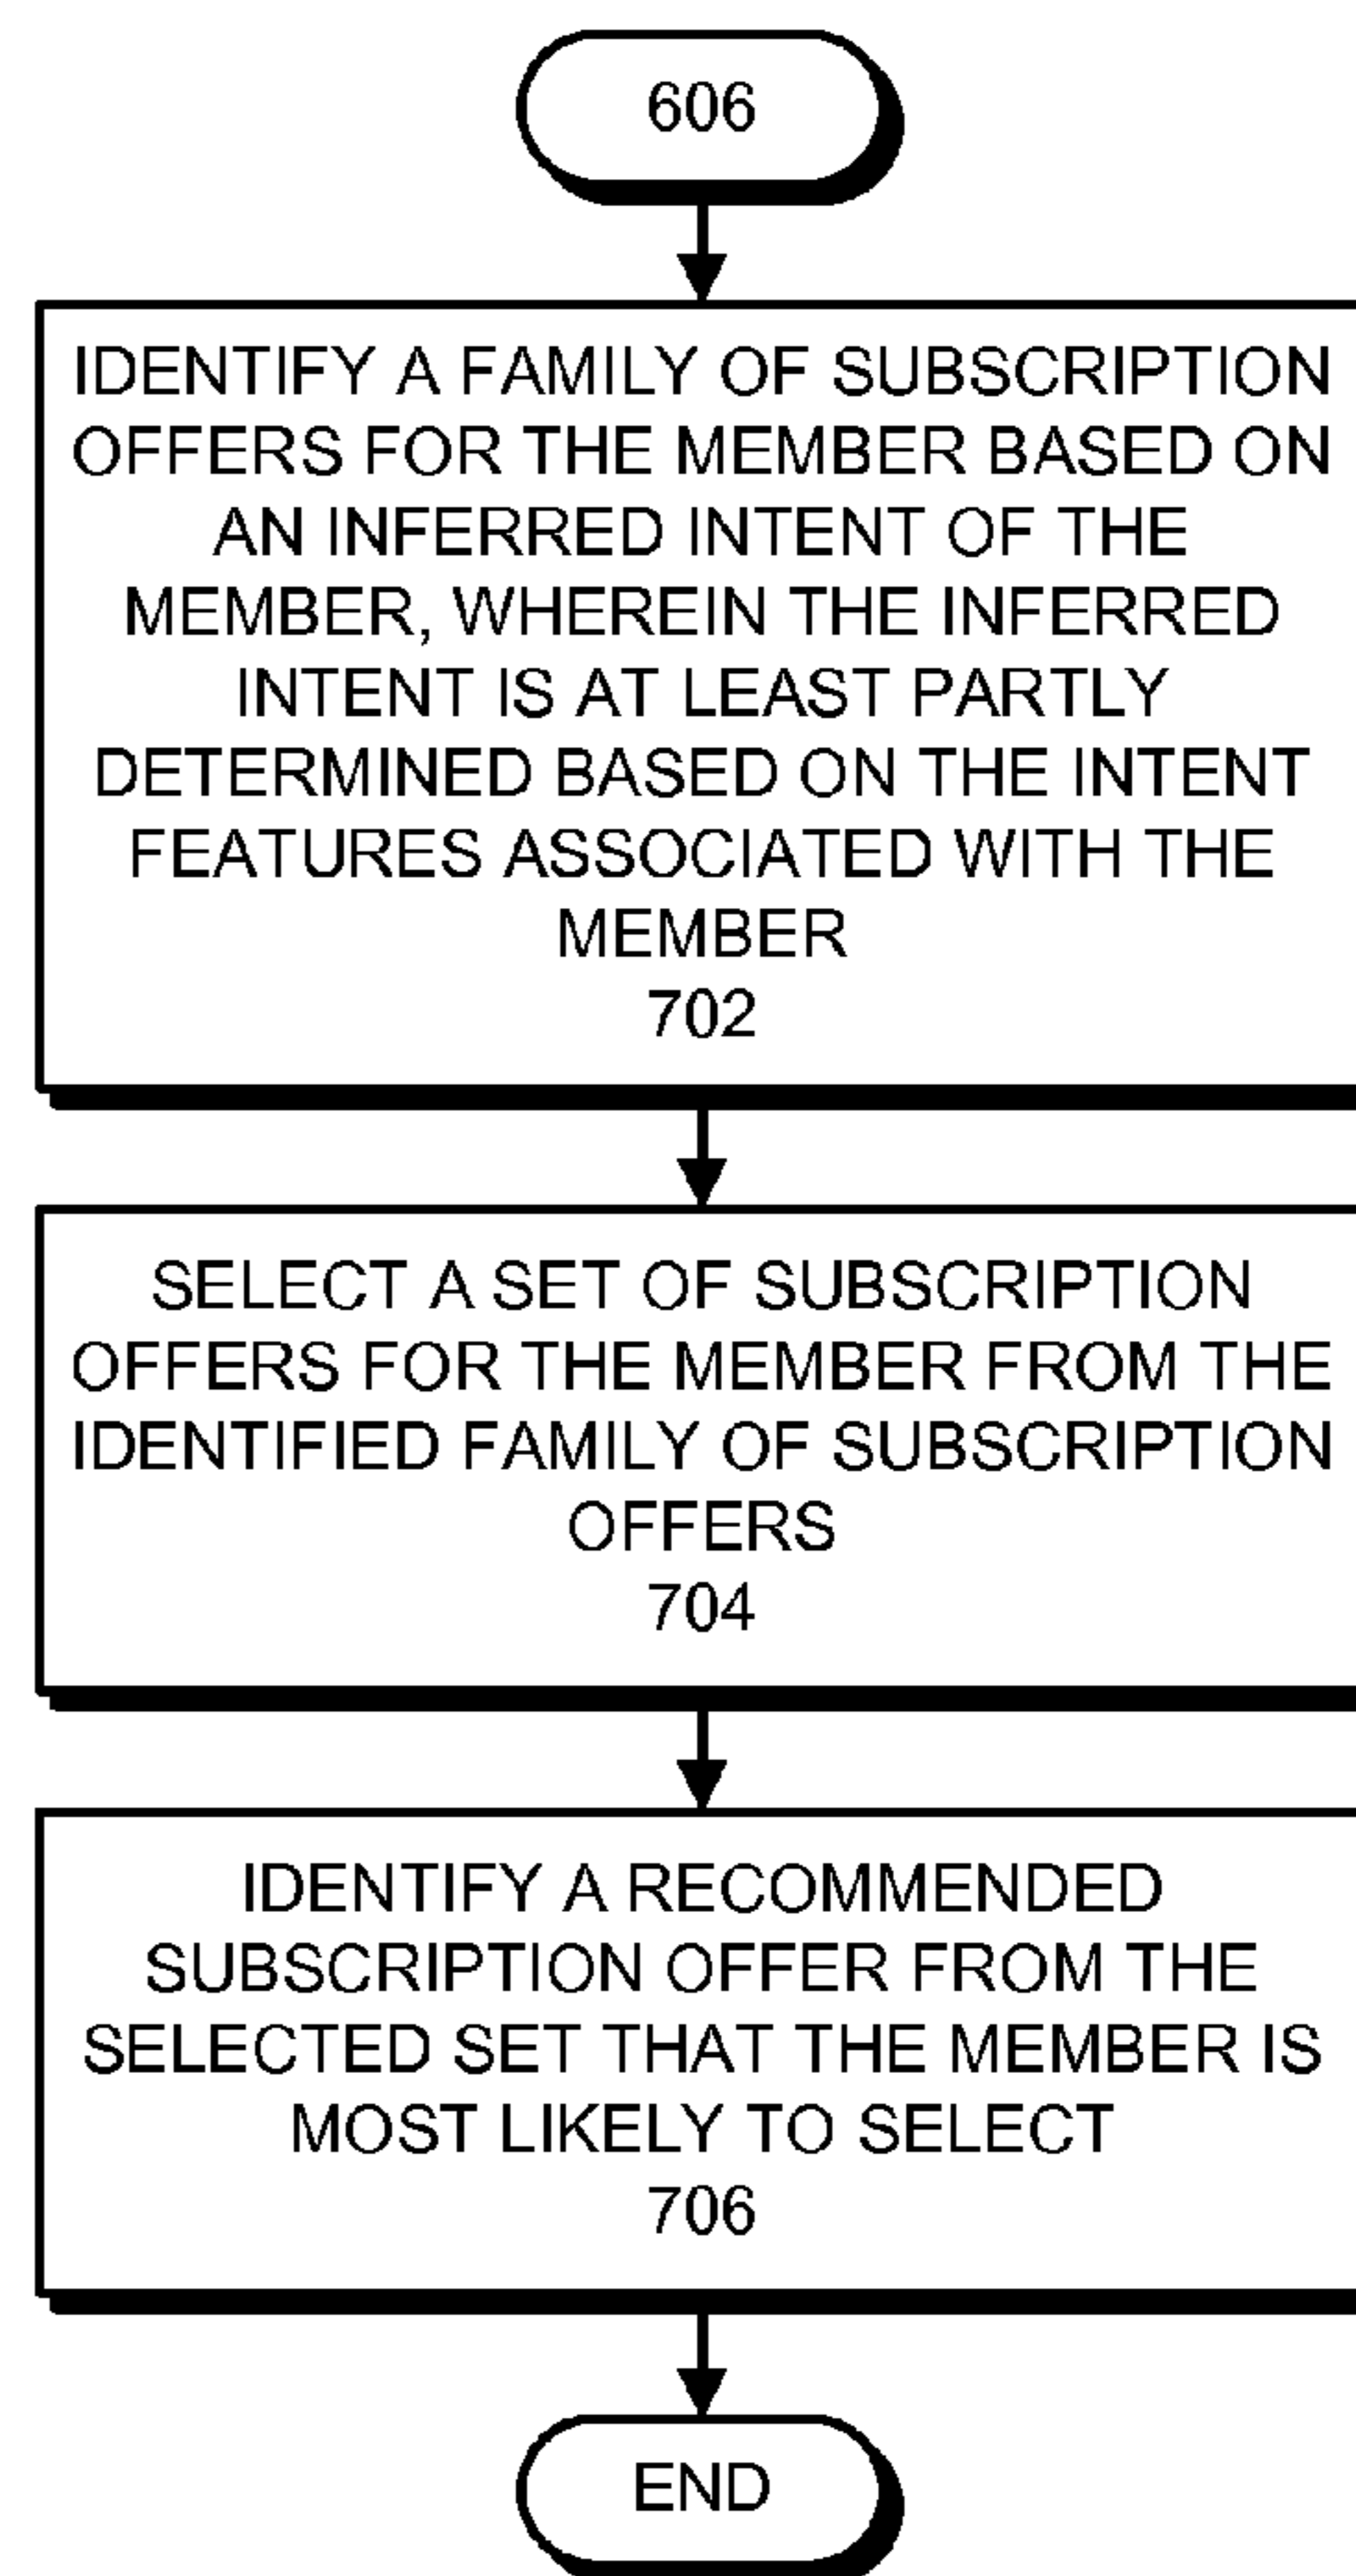 606
IDENTIFY A FAMILY OF SUBSCRIPTION
OFFERS FOR THE MEMBER BASED ON
AN INFERRED INTENT OF THE
MEMBER, WHEREIN THE INFERRED
INTENT IS AT LEAST PARTLY
DETERMINED BASED ON THE INTENT
FEATURES ASSOCIATED WITH THE
MEMBER
702
SELECT A SET OF SUBSCRIPTION
OFFERS FOR THE MEMBER FROM THE
IDENTIFIED FAMILY OF SUBSCRIPTION
OFFERS
704
IDENTIFY A RECOMMENDED
SUBSCRIPTION OFFER FROM THE
SELECTED SET THAT THE MEMBER IS
MOST LIKELY TO SELECT
706
END